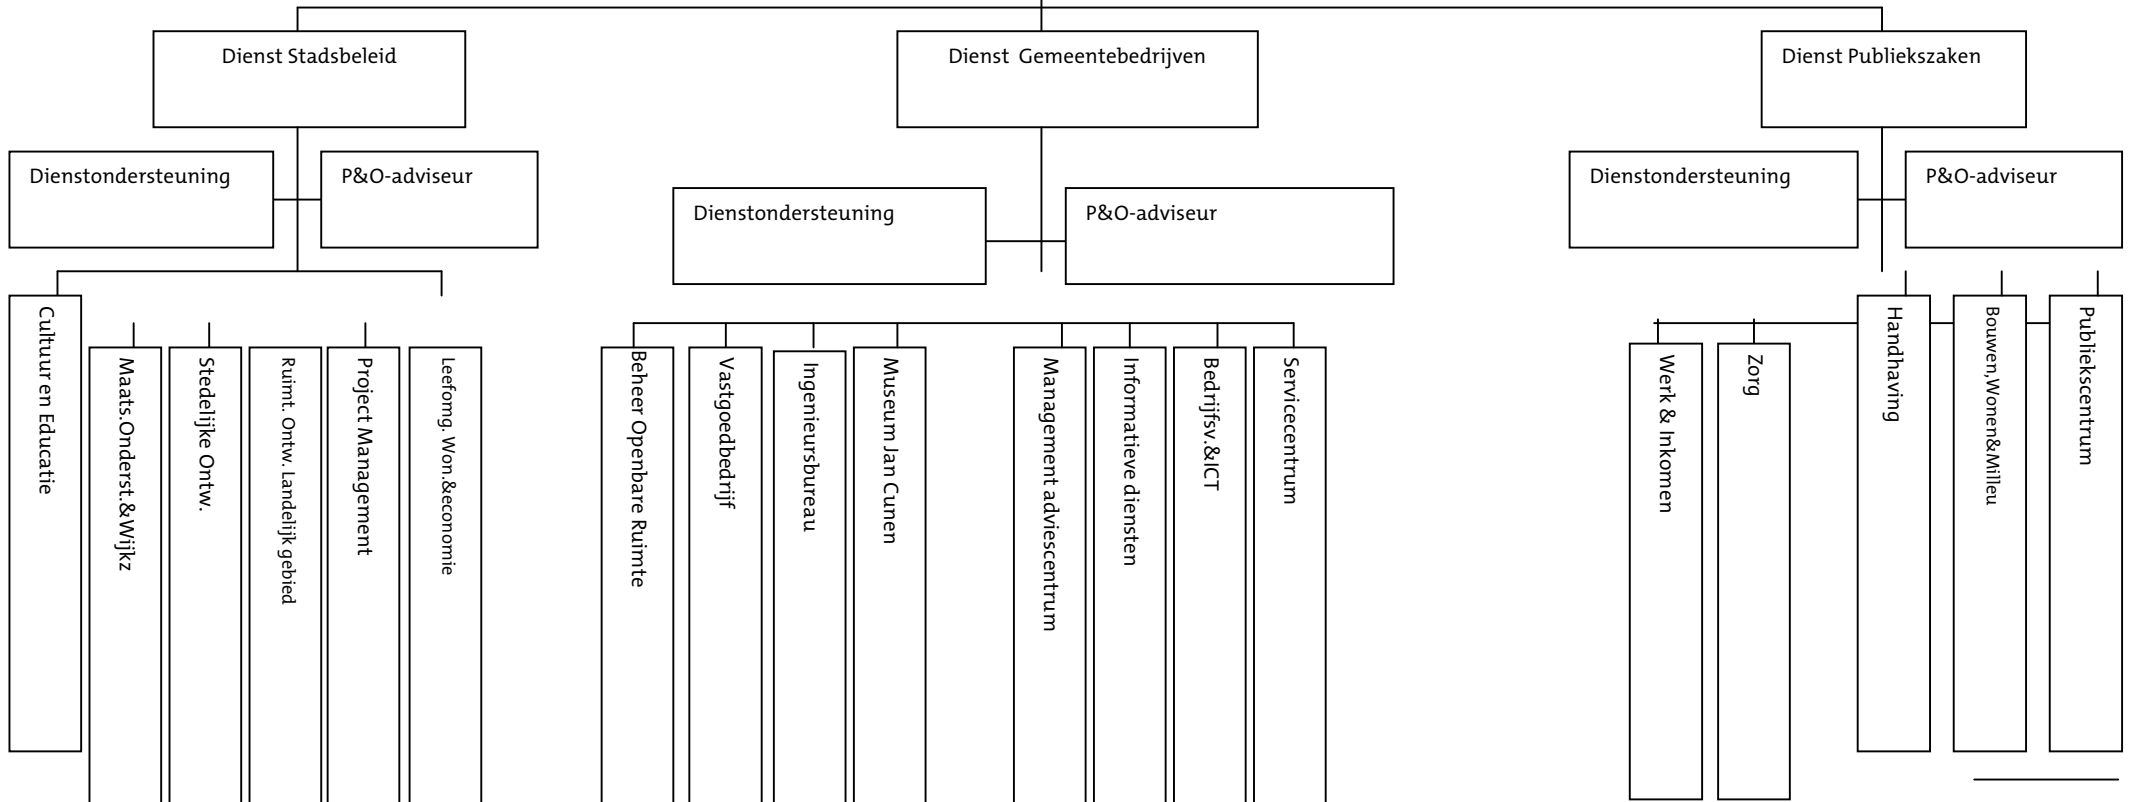 Dienst Stadsbeleid
Dienst Gemeentebedrijven
Dienst Publiekszaken
Dienstondersteuning
P&O-adviseur
Dienstondersteuning
P&O-adviseur
Dienstondersteuning
P&O-adviseur
Cultuur en Educatie
Maats.Onderst.&Wijkz
Stedelijke Ontw.
Ruimt. Ontw. Landelijk gebied
Project Management
Leefomg. Won.&economie
Beheer Openbare Ruimte
Vastgoedbedrijf
Ingenieursbureau
Museum Jan Cunen
Management adviescentrum
Informatieve diensten
Bedrijfsv.&ICT
Servicecentrum
Werk & Inkomen
Zorg
Handhaving
Bouwen,Wonen&Milieu
Publiekscentrum